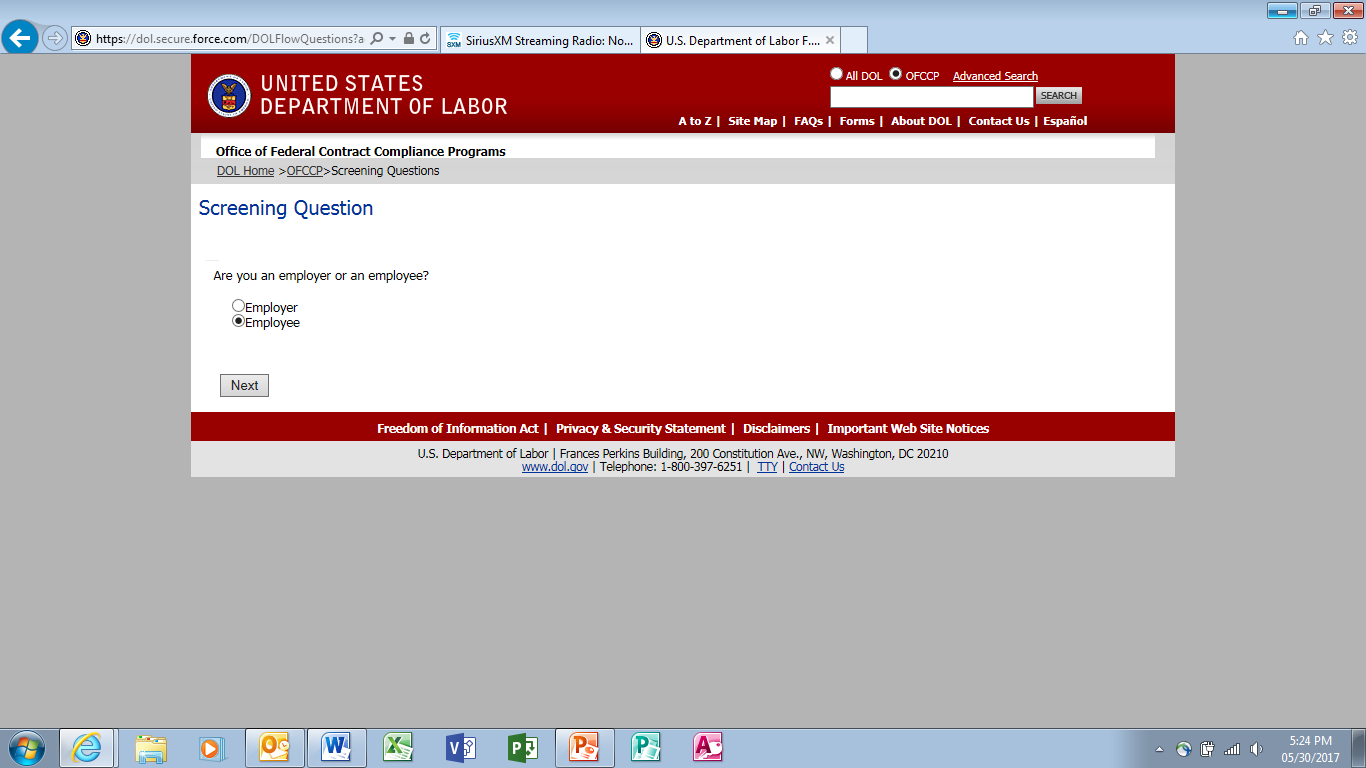 https://dol.secure.force.com/DOLFlowQuestions?a
SXM SiriusXM Streaming Radio: No...
U.S. Department of Labor F....
UNITED STATES
DEPARTMENT OF LABOR
All DOL OFCCP Advanced Search
SEARCH
A to Z | Site Map | FAQs | Forms | About DOL | Contact Us | Español
Office of Federal Contract Compliance Programs
DOL Home >OFCCP>Screening Questions
Screening Question
Are you an employer or an employee?
Employer
Employee
Next
Freedom of Information Act | Privacy & Security Statement | Disclaimers | Important Web Site Notices
U.S. Department of Labor | Frances Perkins Building, 200 Constitution Ave., NW, Washington, DC 20210
www.dol.gov | Telephone: 1-800-397-6251 | TTY | Contact Us
5:24 PM
05/30/2017